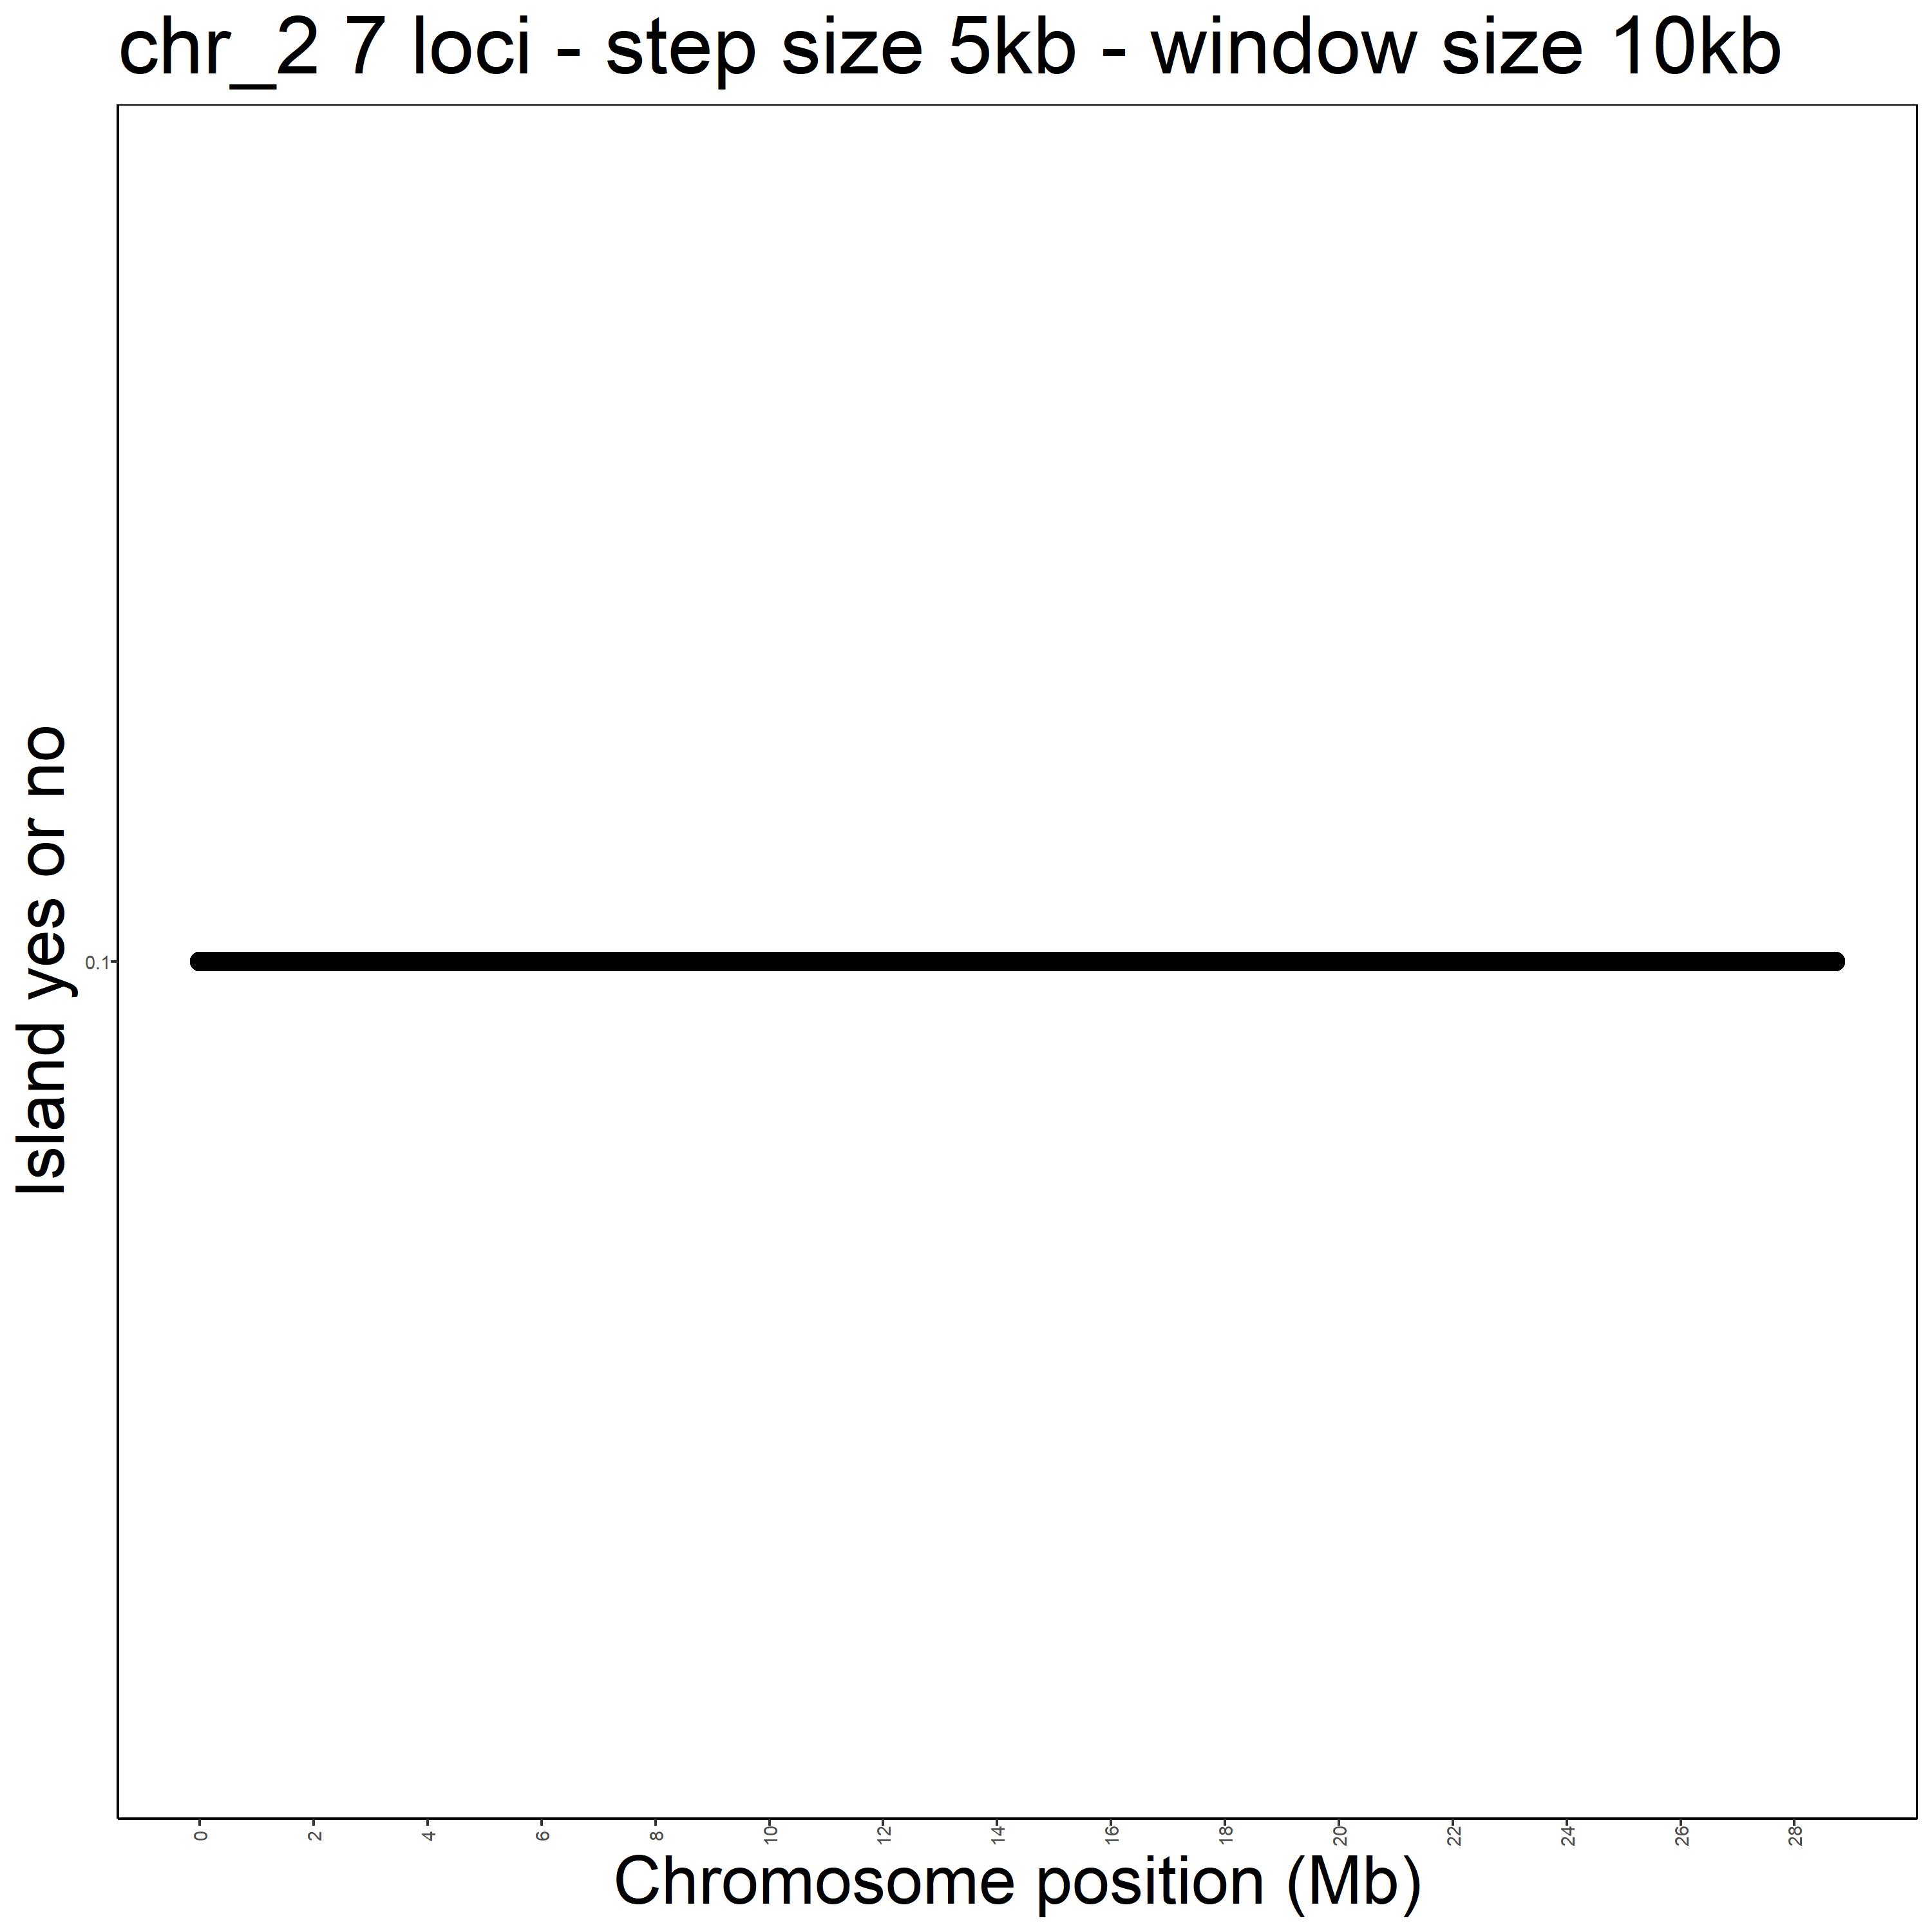 chr_2 7 loci - step size 5kb - window size 10kb
Island yes or no
0.1
0 2 4 6 8 10 12 14 16 18 20 22 24 26 28
Chromosome position (Mb)